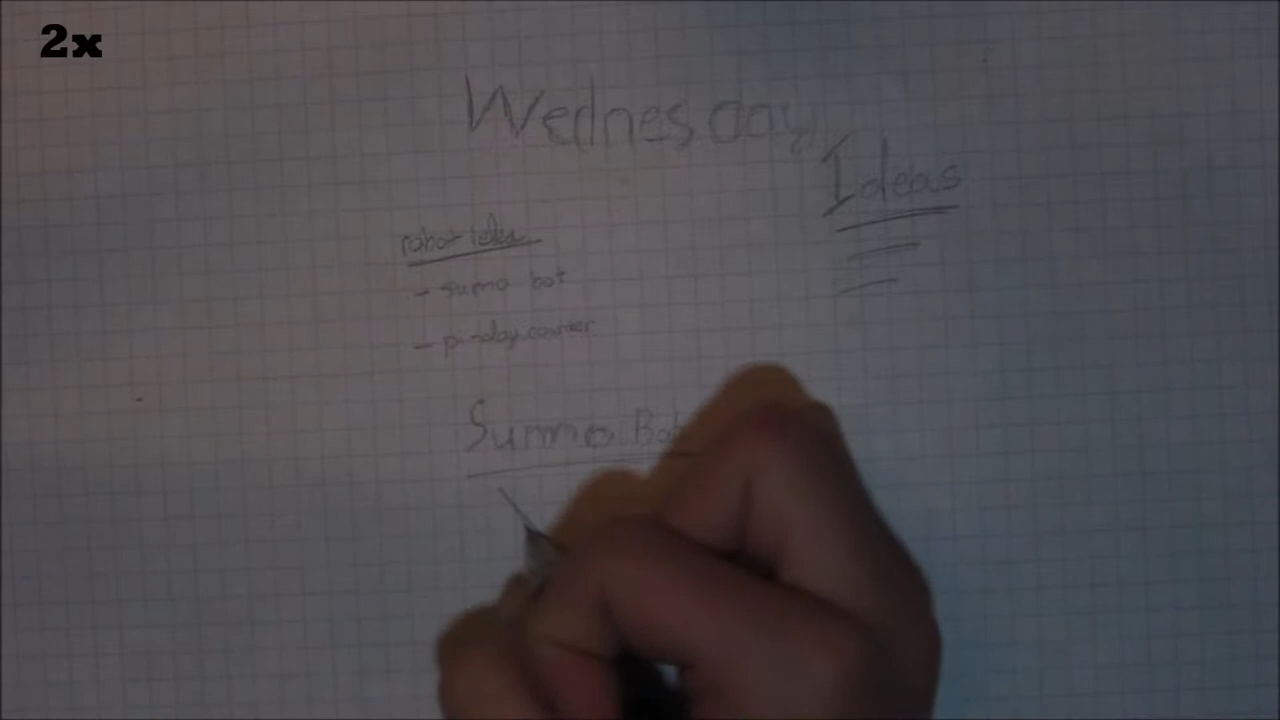 2x
Wednesday
Ideas
robot idea
- sumo bot
- pi-day counter
Summo Bot